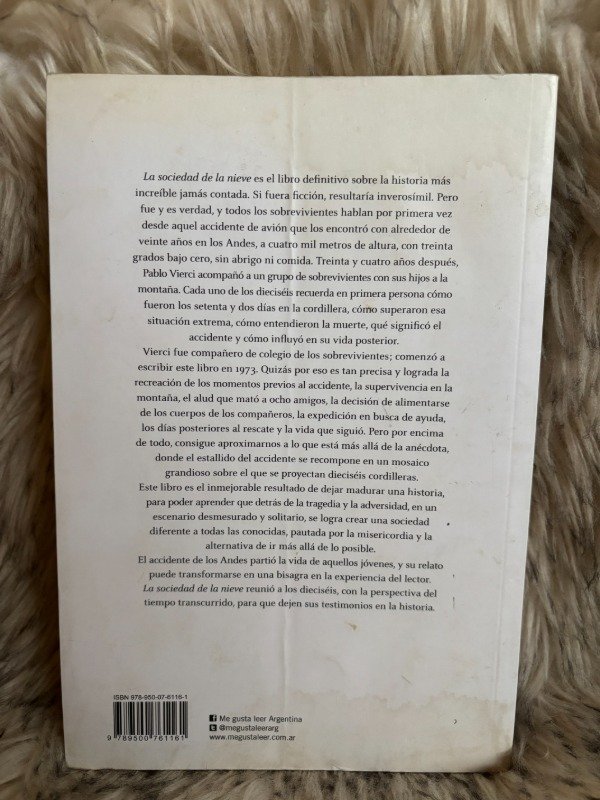 La sociedad de la nieve es el libro definitivo sobre la historia más
increíble jamás contada. Si fuera ficción, resultaría inverosímil. Pero
fue y es verdad, y todos los sobrevivientes hablan por primera vez
desde aquel accidente de avión que los encontró con alrededor de
veinte años en los Andes, a cuatro mil metros de altura, con treinta
grados bajo cero, sin abrigo ni comida. Treinta y cuatro años después,
Pablo Vierci acompañó a un grupo de sobrevivientes con sus hijos a la
montaña. Cada uno de los dieciséis recuerda en primera persona cómo
fueron los setenta y dos días en la cordillera, cómo superaron esa
situación extrema, cómo entendieron la muerte, qué significó el
accidente y cómo influyó en su vida posterior.
Vierci fue compañero de colegio de los sobrevivientes; comenzó a
escribir este libro en 1973. Quizás por eso es tan precisa y lograda la
recreación de los momentos previos al accidente, la supervivencia en la
montaña, el alud que mató a ocho amigos, la decisión de alimentarse
de los cuerpos de los compañeros, la expedición en busca de ayuda,
los días posteriores al rescate y la vida que siguió. Pero por encima
de todo, consigue aproximarnos a lo que está más allá de la anécdota,
donde el estallido del accidente se recompone en un mosaico
grandioso sobre el que se proyectan dieciséis cordilleras.
Este libro es el inmejorable resultado de dejar madurar una historia,
para poder aprender que detrás de la tragedia y la adversidad, en un
escenario desmesurado y solitario, se logra crear una sociedad
diferente a todas las conocidas, pautada por la misericordia y la
alternativa de ir más allá de lo posible.
El accidente de los Andes partió la vida de aquellos jóvenes, y su relato
puede transformarse en una bisagra en la experiencia del lector.
La sociedad de la nieve reunió a los dieciséis, con la perspectiva del
tiempo transcurrido, para que dejen sus testimonios en la historia.
ISBN 978-950-07-6116-1
9 789500 761161
Me gusta leer Argentina
@megustaleerarg
www.megustaleer.com.ar